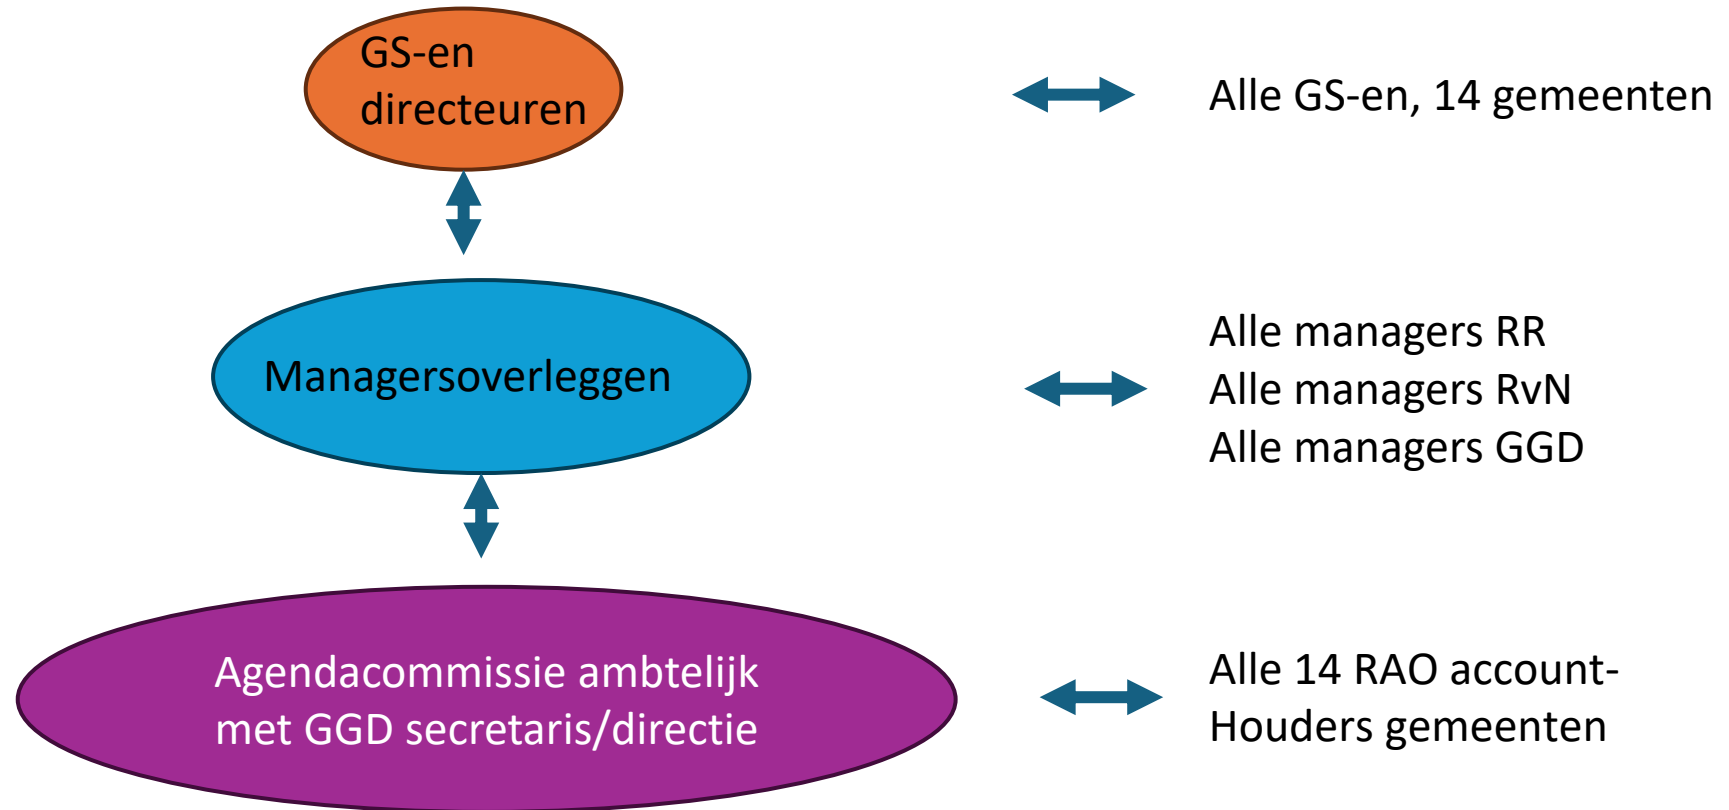 GS-en
directeuren
Alle GS-en, 14 gemeenten
Managersoverleggen
Alle managers RR
Alle managers RvN
Alle managers GGD
Agendacommissie ambtelijk
met GGD secretaris/directie
Alle 14 RAO account-
Houders gemeenten